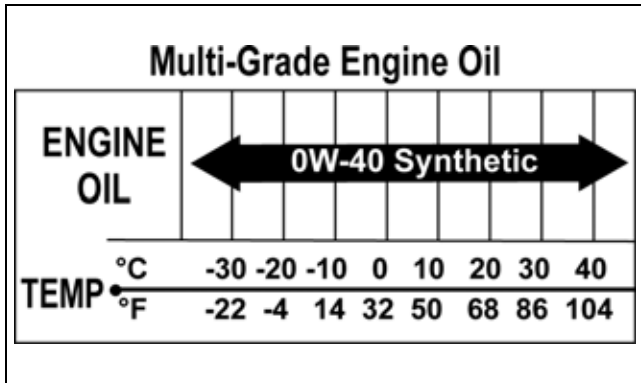 Multi-Grade Engine Oil
ENGINE
OIL
0W-40 Synthetic
°C -30 -20 -10 0 10 20 30 40
TEMP
°F -22 -4 14 32 50 68 86 104